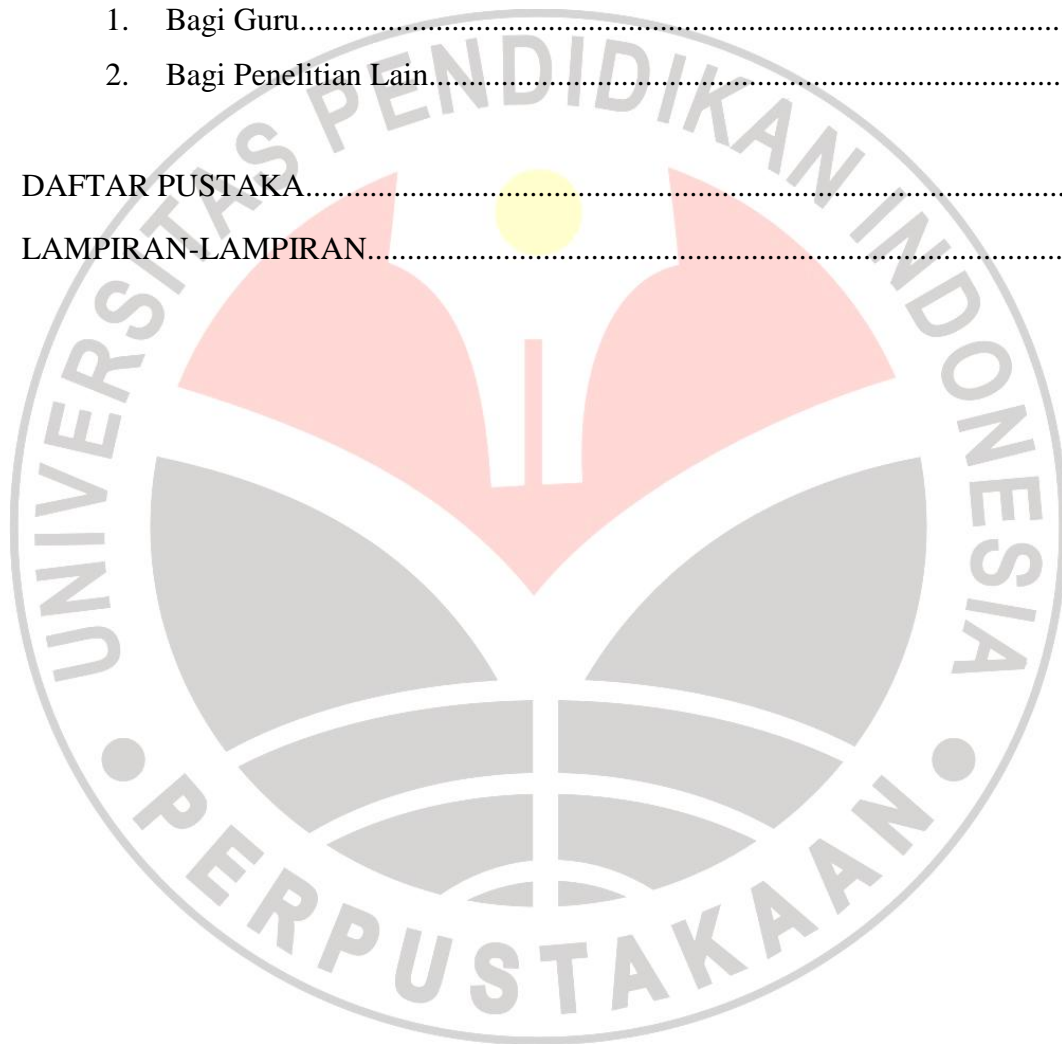 1. Bagi Guru........................................................................................................
2. Bagi Penelitian Lain........................................................................................
DAFTAR PUSTAKA........................................................................................................
LAMPIRAN-LAMPIRAN................................................................................................
UNIVERSITAS PENDIDIKAN INDONESIA
PERPUSTAKAAN